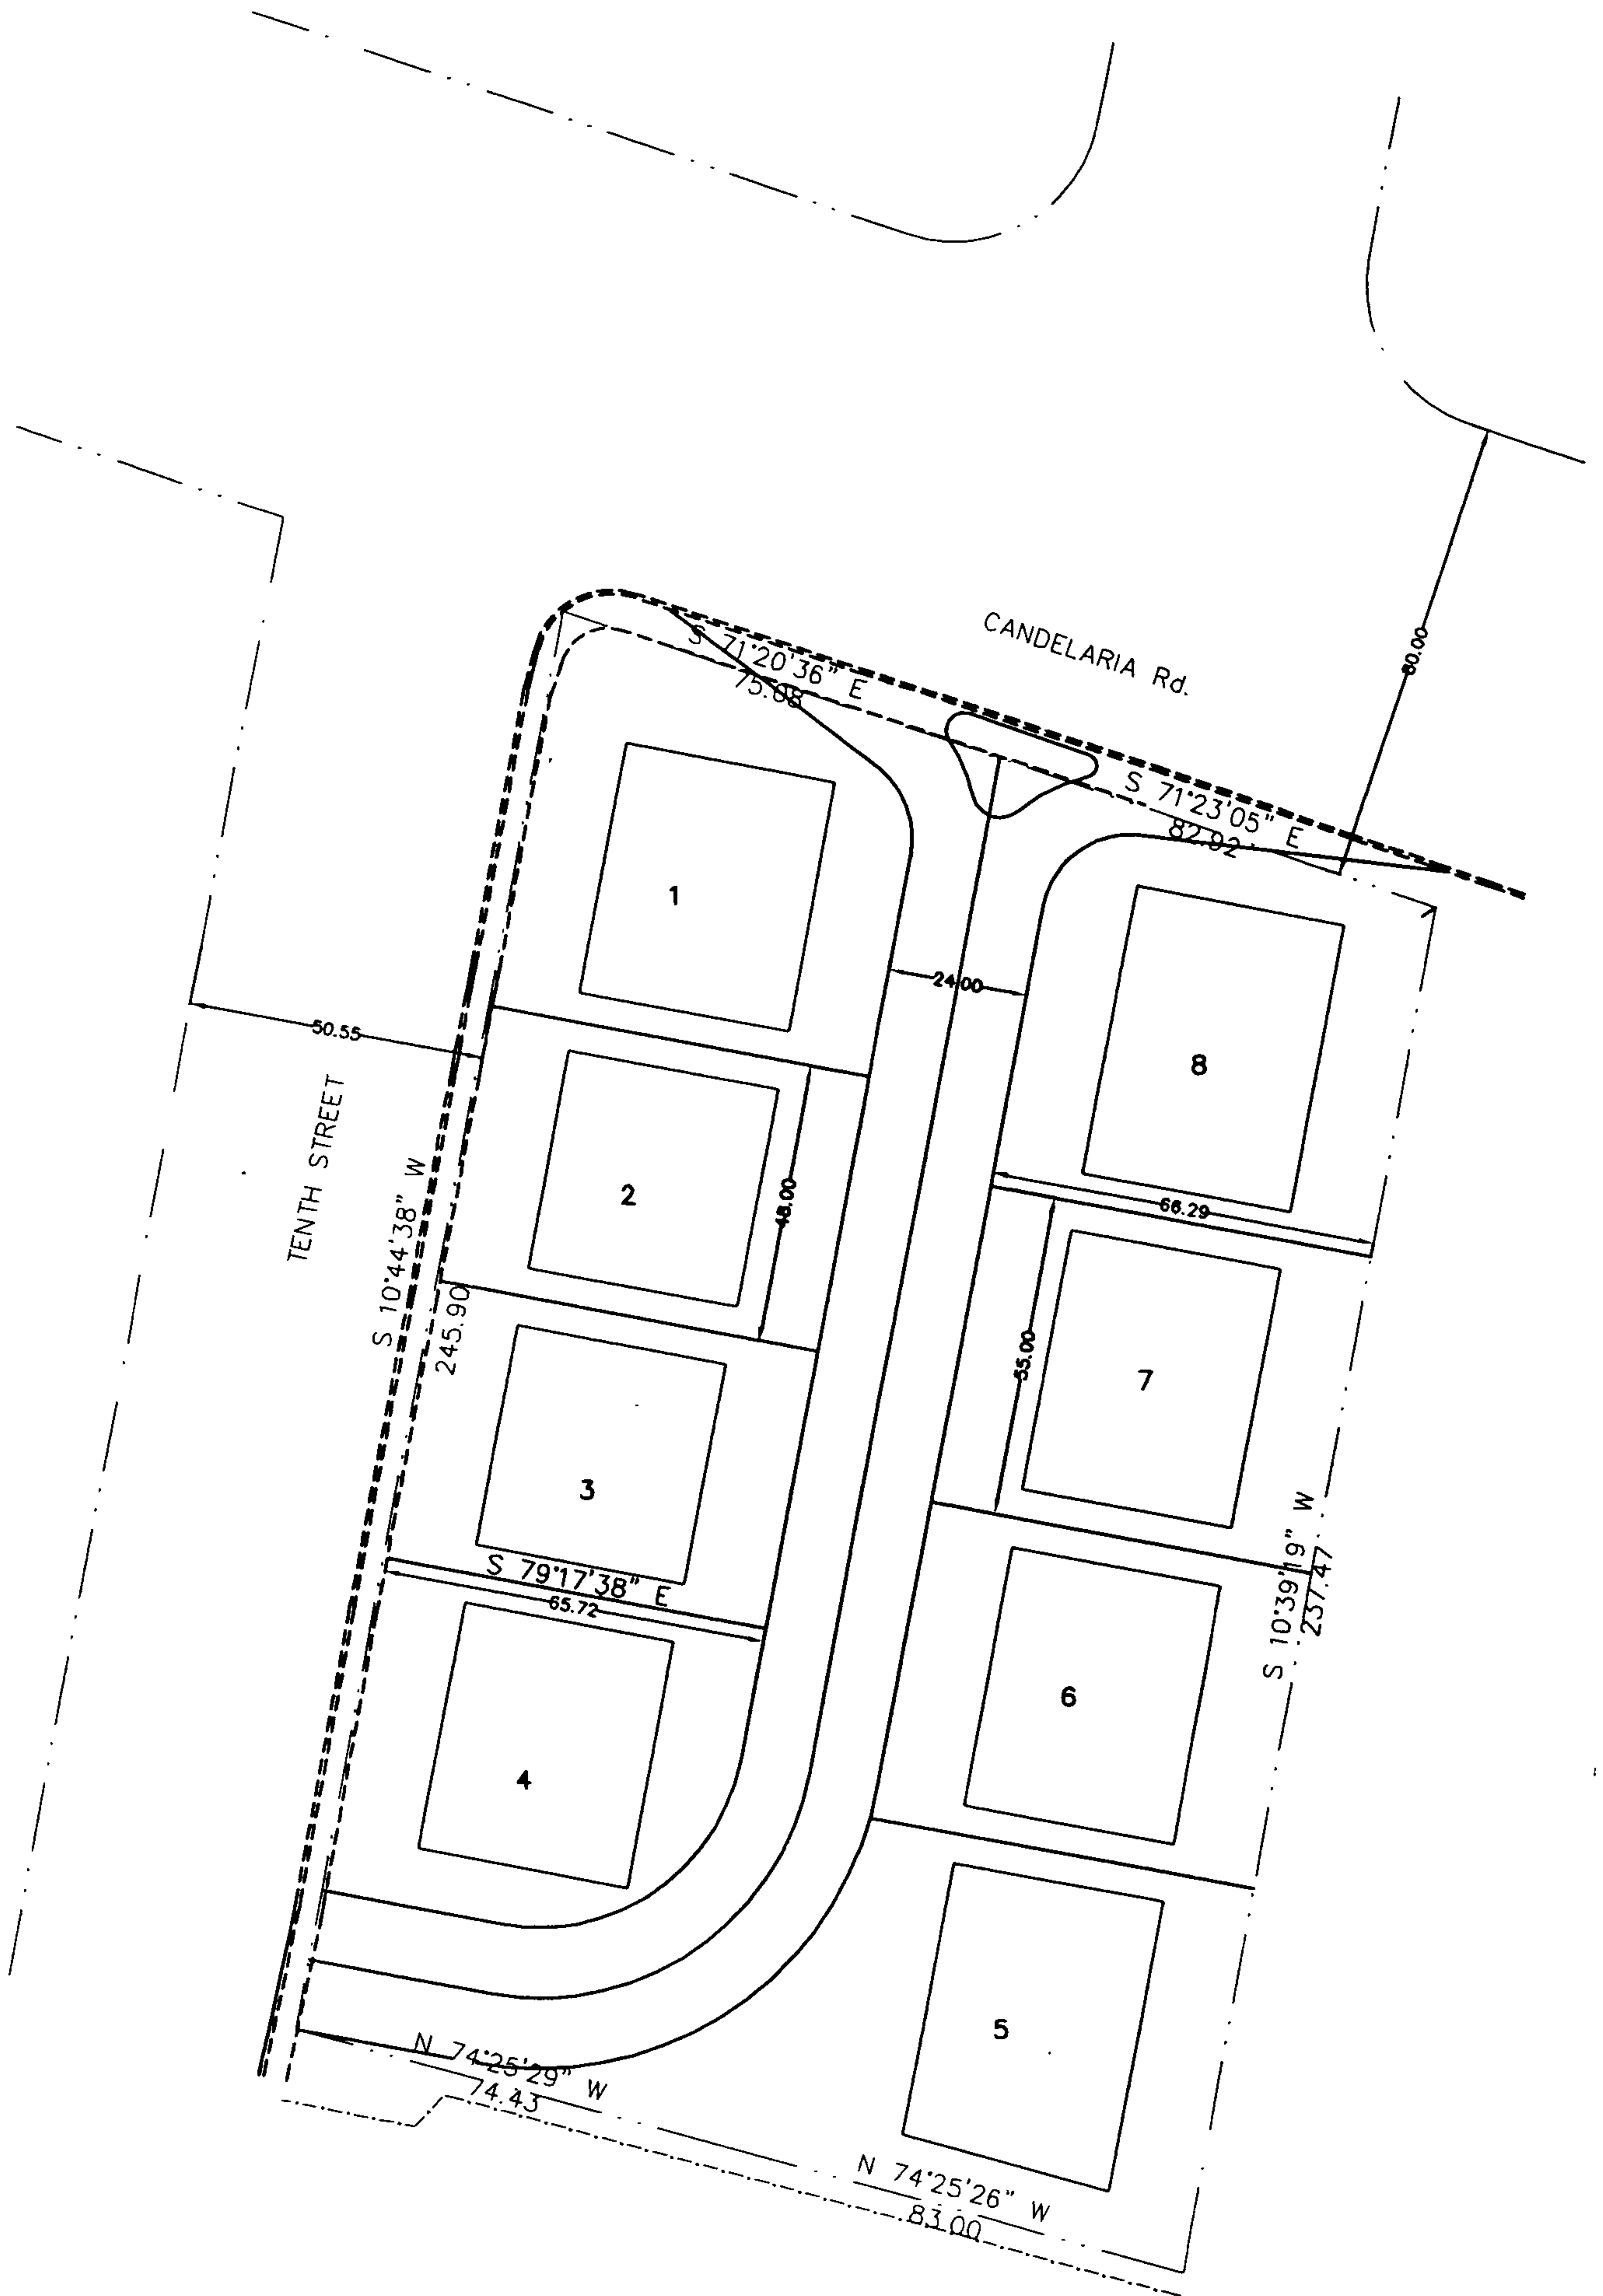 CANDELARIA Rd.
80.00
S 71°20'36" E
75.08
S 71°23'05" E
82.92
1
24.00
50.55
8
TENTH STREET
S 10°44'38" W
245.90
2
48.00
66.29
55.00
7
3
S 79°17'38" E
65.72
S 10°39'19" W
237.47
6
4
5
N 74°25'29" W
74.43
N 74°25'26" W
83.00